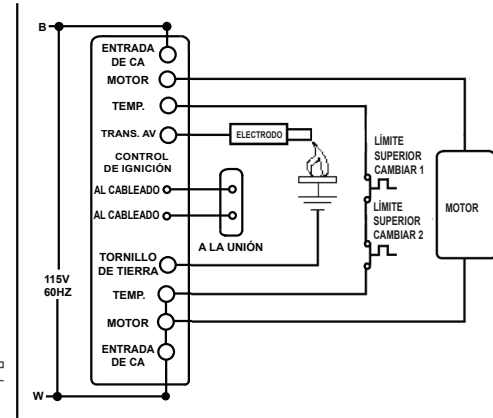 B
ENTRADA
DE CA
MOTOR
TEMP.
TRANS. AV
ELECTRODO
CONTROL
DE IGNICIÓN
AL CABLEADO
AL CABLEADO
A LA UNIÓN
TORNILLO
DE TIERRA
TEMP.
MOTOR
ENTRADA
DE CA
115V
60HZ
W
LÍMITE
SUPERIOR
CAMBIAR 1
LÍMITE
SUPERIOR
CAMBIAR 2
MOTOR